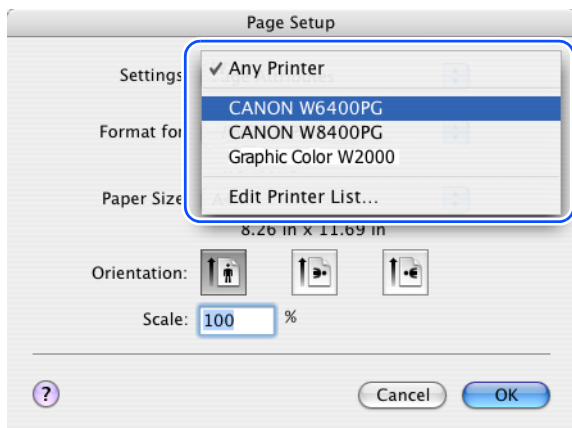 Page Setup
Settings
✓ Any Printer
CANON W6400PG
Format for
CANON W8400PG
Graphic Color W2000
Paper Size
Edit Printer List...
8.26 in x 11.69 in
Orientation:
Scale: 100 %
? Cancel OK